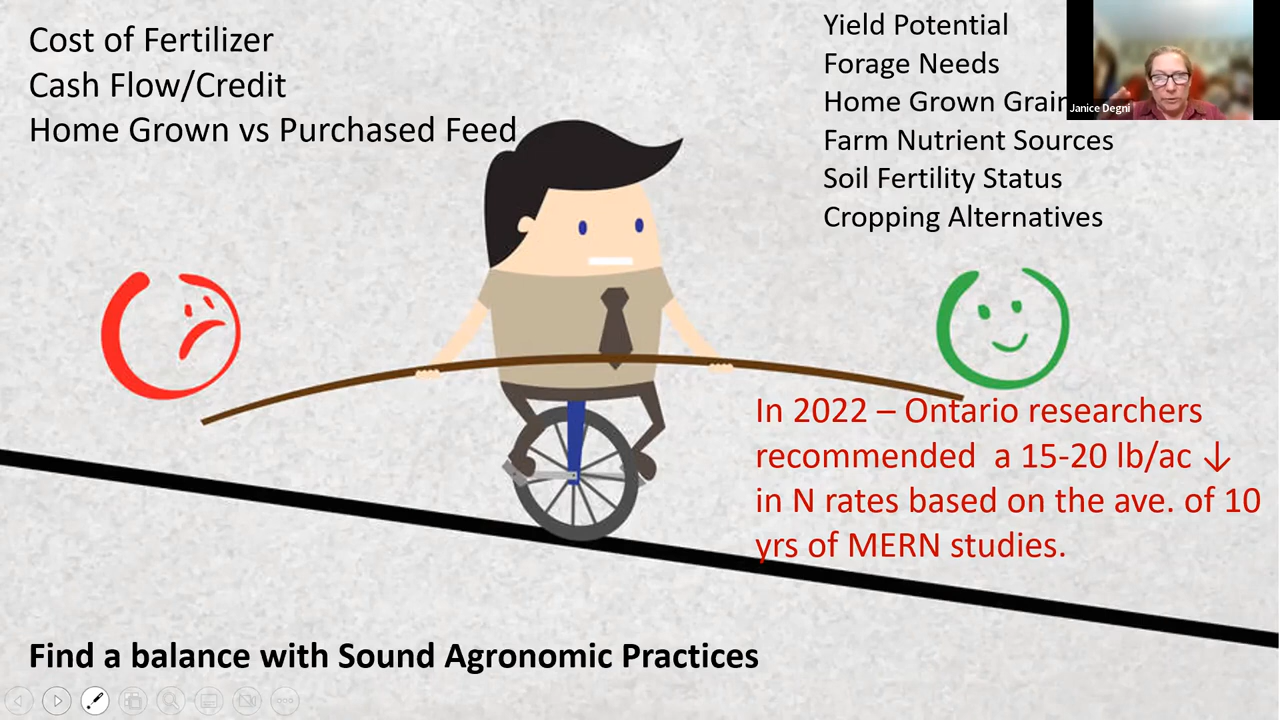 Cost of Fertilizer
Cash Flow/Credit
Home Grown vs Purchased Feed
Yield Potential
Forage Needs
Home Grown Grain
Farm Nutrient Sources
Soil Fertility Status
Cropping Alternatives
Janice Degni
In 2022 – Ontario researchers
recommended a 15-20 lb/ac ↓
in N rates based on the ave. of 10
yrs of MERN studies.
Find a balance with Sound Agronomic Practices